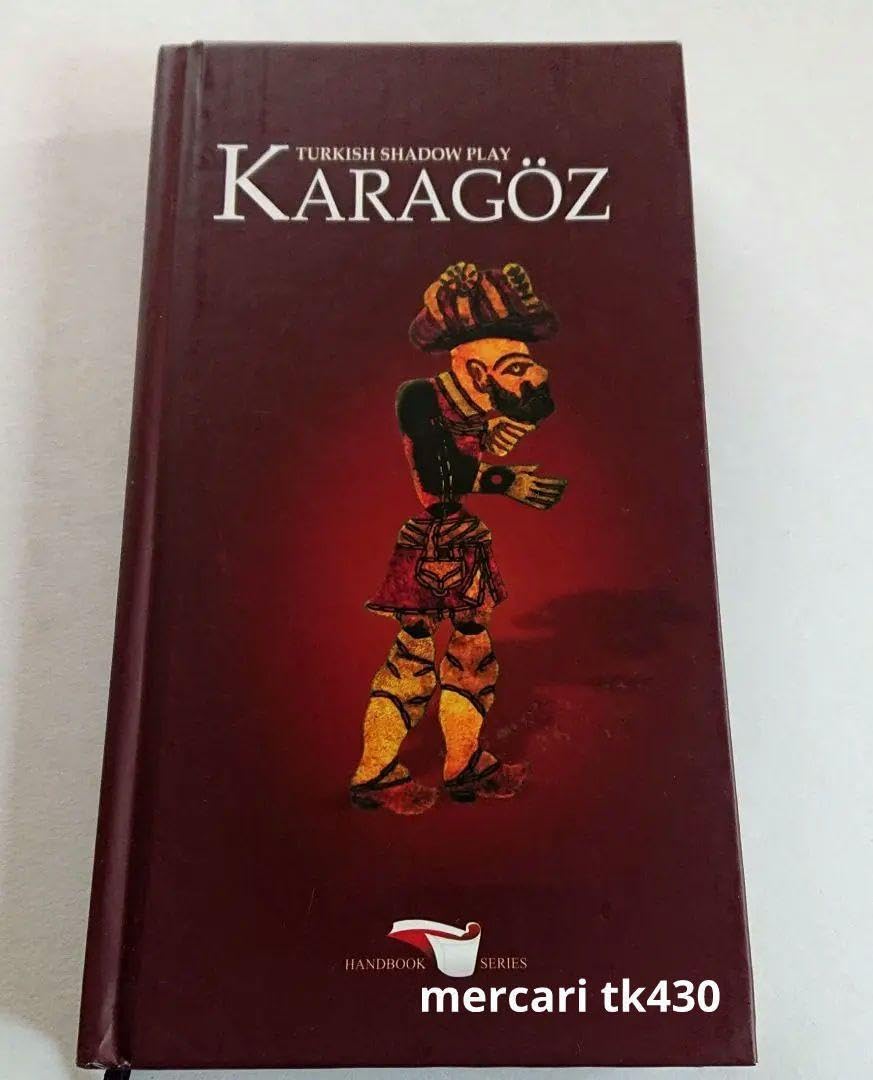 TURKISH SHADOW PLAY
KARAGÖZ
HANDBOOK SERIES
mercari tk430